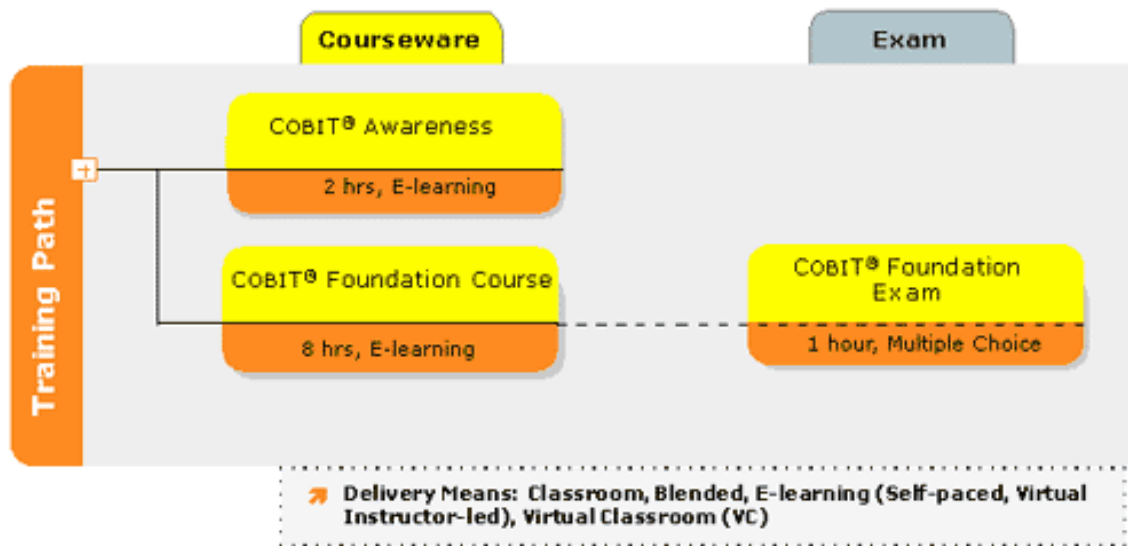 Courseware
Exam
Training Path
COBIT® Awareness
2 hrs, E-learning
COBIT® Foundation Course
8 hrs, E-learning
COBIT® Foundation
Exam
1 hour, Multiple Choice
Delivery Means: Classroom, Blended, E-learning (Self-paced, Virtual
Instructor-led), Virtual Classroom (VC)